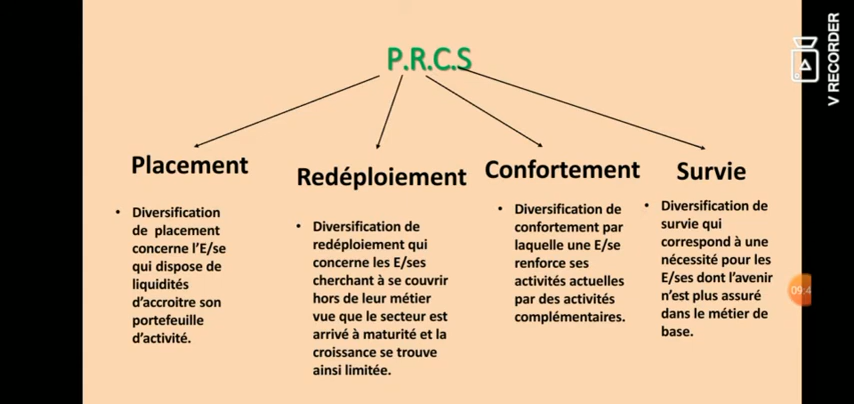 P.R.C.S
Placement
• Diversification
de placement
concerne l'E/se
qui dispose de
liquidités
d'accroitre son
portefeuille
d'activité.
Redéploiement
• Diversification de
redéploiement qui
concerne les E/ses
cherchant à se couvrir
hors de leur métier
vue que le secteur est
arrivé à maturité et la
croissance se trouve
ainsi limitée.
Confortement
• Diversification de
confortement par
laquelle une E/se
renforce ses
activités actuelles
par des activités
complémentaires.
Survie
• Diversification de
survie qui
correspond à une
nécessité pour les
E/ses dont l'avenir
n'est plus assuré
dans le métier de
base.
V RECORDER